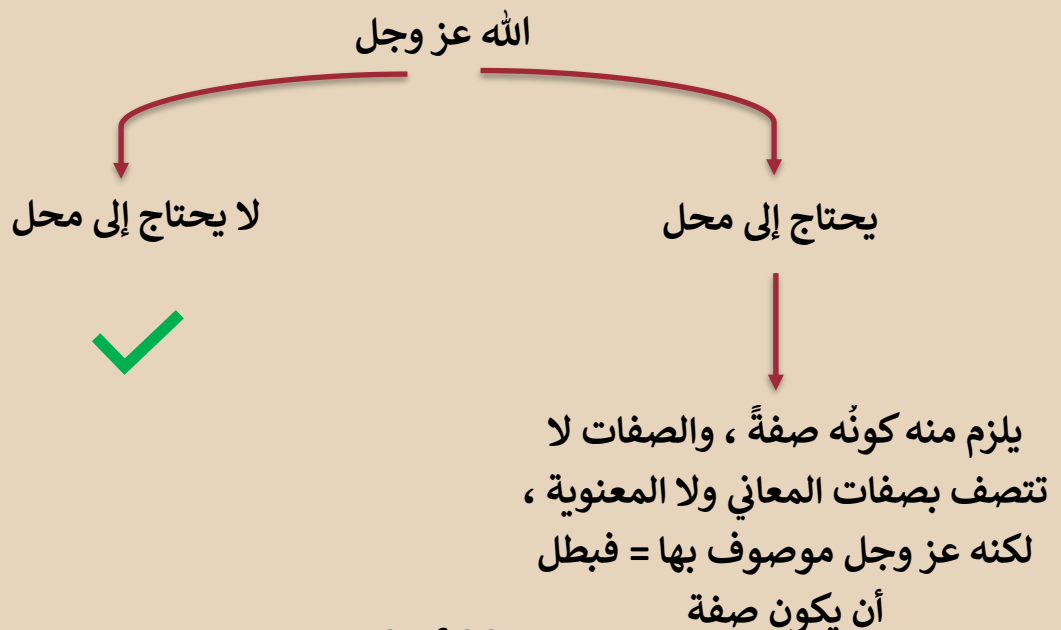 الله عز وجل
يحتاج إلى محل
لا يحتاج إلى محل
يلزم منه كونُه صفةً ، والصفات لا
تتصف بصفات المعاني ولا المعنوية ،
لكنه عز وجل موصوف بها = فبطل
أن يكون صفة